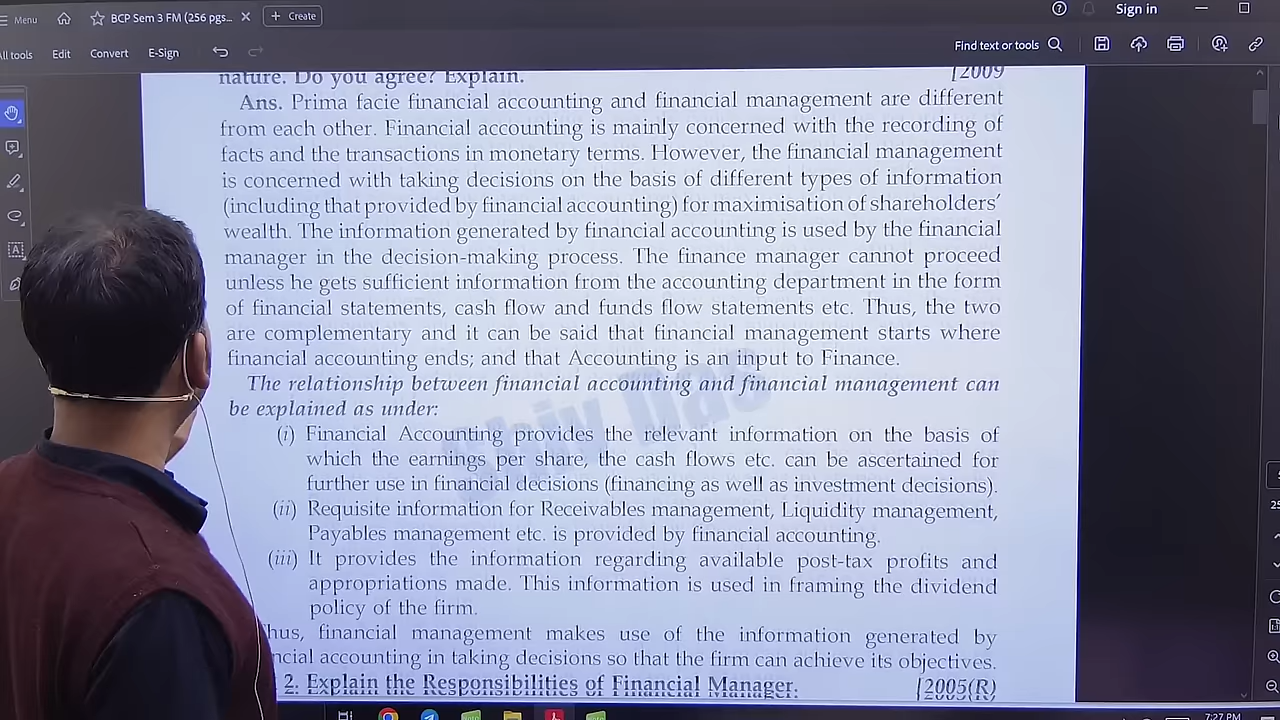 Menu
BCP Sem 3 FM (256 pgs...
Create
Sign in
All tools
Edit
Convert
E-Sign
Find text or tools
nature. Do you agree? Explain. [2009
Ans. Prima facie financial accounting and financial management are different
from each other. Financial accounting is mainly concerned with the recording of
facts and the transactions in monetary terms. However, the financial management
is concerned with taking decisions on the basis of different types of information
(including that provided by financial accounting) for maximisation of shareholders'
wealth. The information generated by financial accounting is used by the financial
manager in the decision-making process. The finance manager cannot proceed
unless he gets sufficient information from the accounting department in the form
of financial statements, cash flow and funds flow statements etc. Thus, the two
are complementary and it can be said that financial management starts where
financial accounting ends; and that Accounting is an input to Finance.
The relationship between financial accounting and financial management can
be explained as under:
(i) Financial Accounting provides the relevant information on the basis of
which the earnings per share, the cash flows etc. can be ascertained for
further use in financial decisions (financing as well as investment decisions).
(ii) Requisite information for Receivables management, Liquidity management,
Payables management etc. is provided by financial accounting.
(iii) It provides the information regarding available post-tax profits and
appropriations made. This information is used in framing the dividend
policy of the firm.
hus, financial management makes use of the information generated by
ncial accounting in taking decisions so that the firm can achieve its objectives.
2. Explain the Responsibilities of Financial Manager. [2005(R)
Shiv Das
7:27 PM